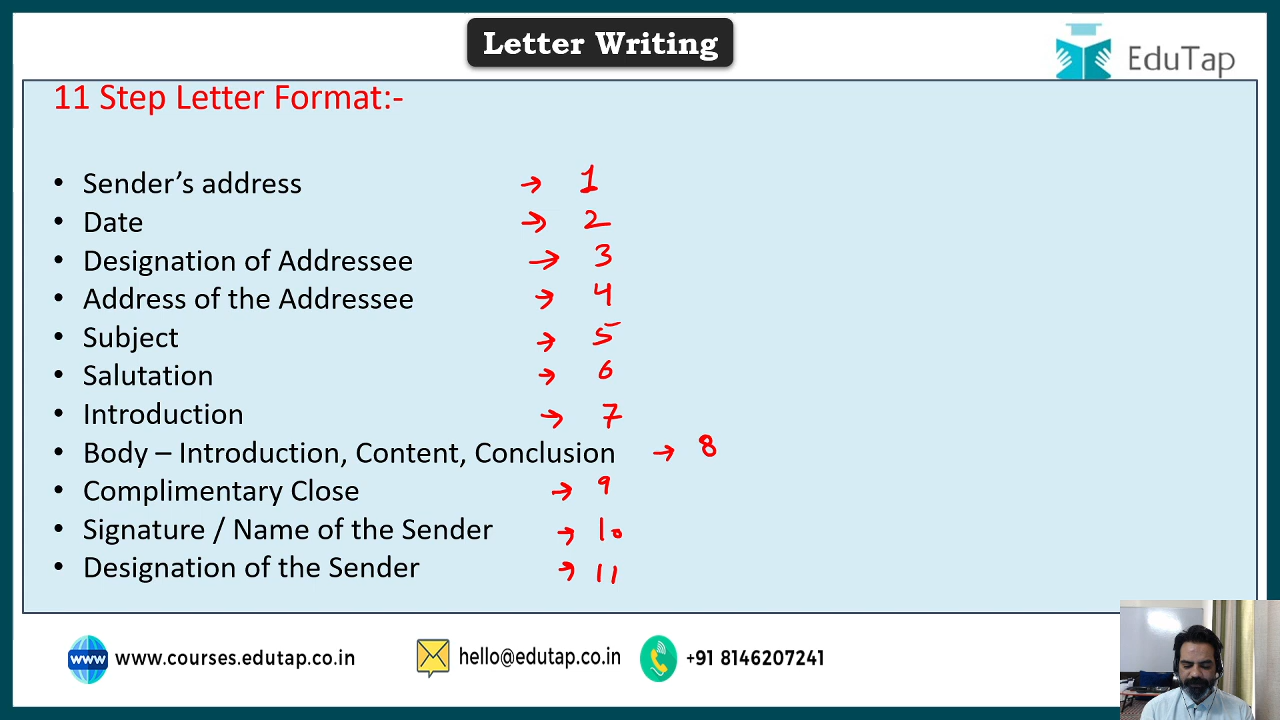 Letter Writing
EduTap
11 Step Letter Format:-
• Sender’s address → 1
• Date → 2
• Designation of Addressee → 3
• Address of the Addressee → 4
• Subject → 5
• Salutation → 6
• Introduction → 7
• Body – Introduction, Content, Conclusion → 8
• Complimentary Close → 9
• Signature / Name of the Sender → 10
• Designation of the Sender → 11
www www.courses.edutap.co.in hello@edutap.co.in +91 8146207241